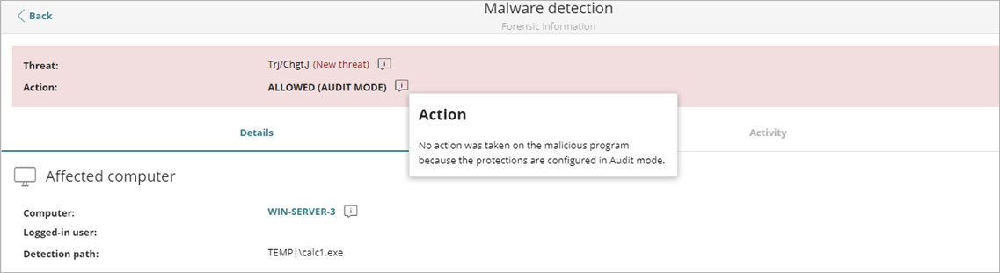 Back
Malware detection
Forensic information
Threat: Trj/Chgt.J (New threat)
Action: ALLOWED (AUDIT MODE)
Action
No action was taken on the malicious program
because the protections are configured in Audit mode.
Details Activity
Affected computer
Computer: WIN-SERVER-3
Logged-in user:
Detection path: TEMP|\calc1.exe